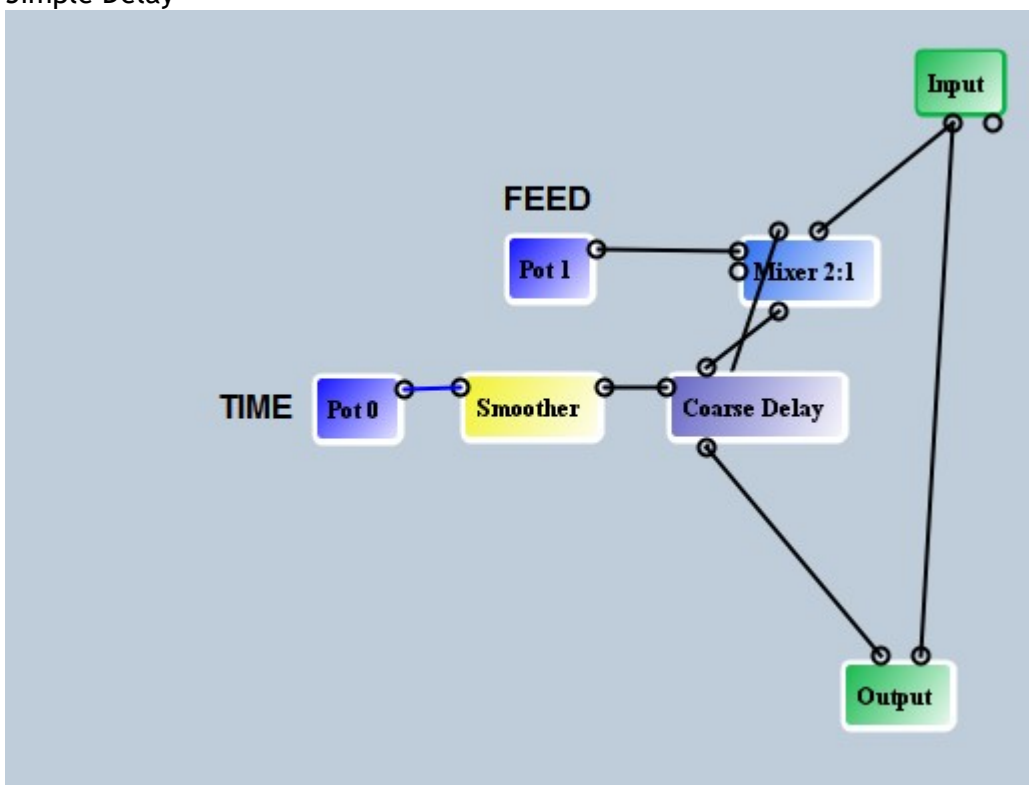 Simple Delay
Input
FEED
Pot 1
Mixer 2:1
TIME
Pot 0
Smoother
Coarse Delay
Output